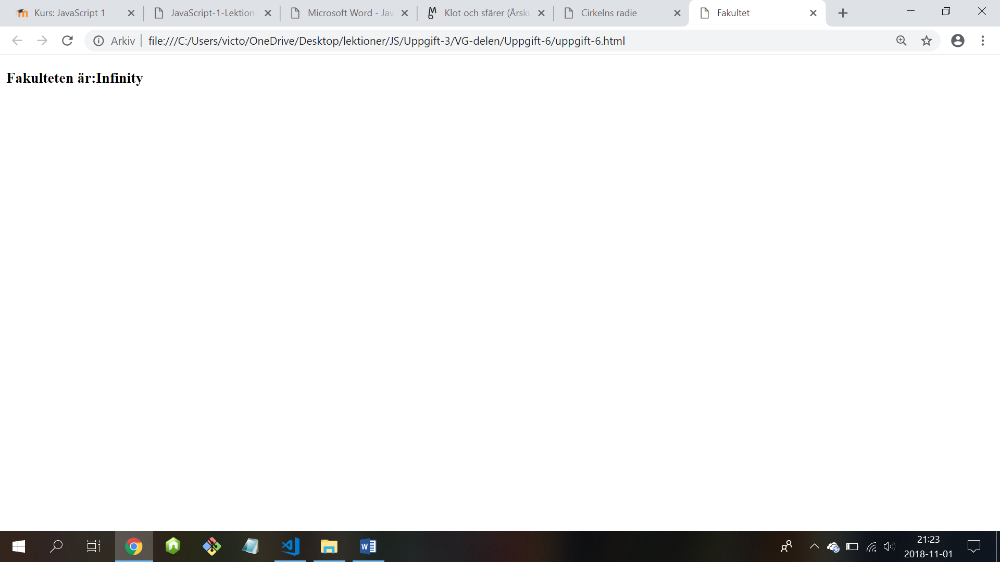 Kurs: JavaScript 1
JavaScript-1-Lektion-
Microsoft Word - Jav
Klot och sfärer (Årsku
Cirkelns radie
Fakultet
Arkiv
file:///C:/Users/victo/OneDrive/Desktop/lektioner/JS/Uppgift-3/VG-delen/Uppgift-6/uppgift-6.html
Fakulteten är:Infinity
21:23
2018-11-01